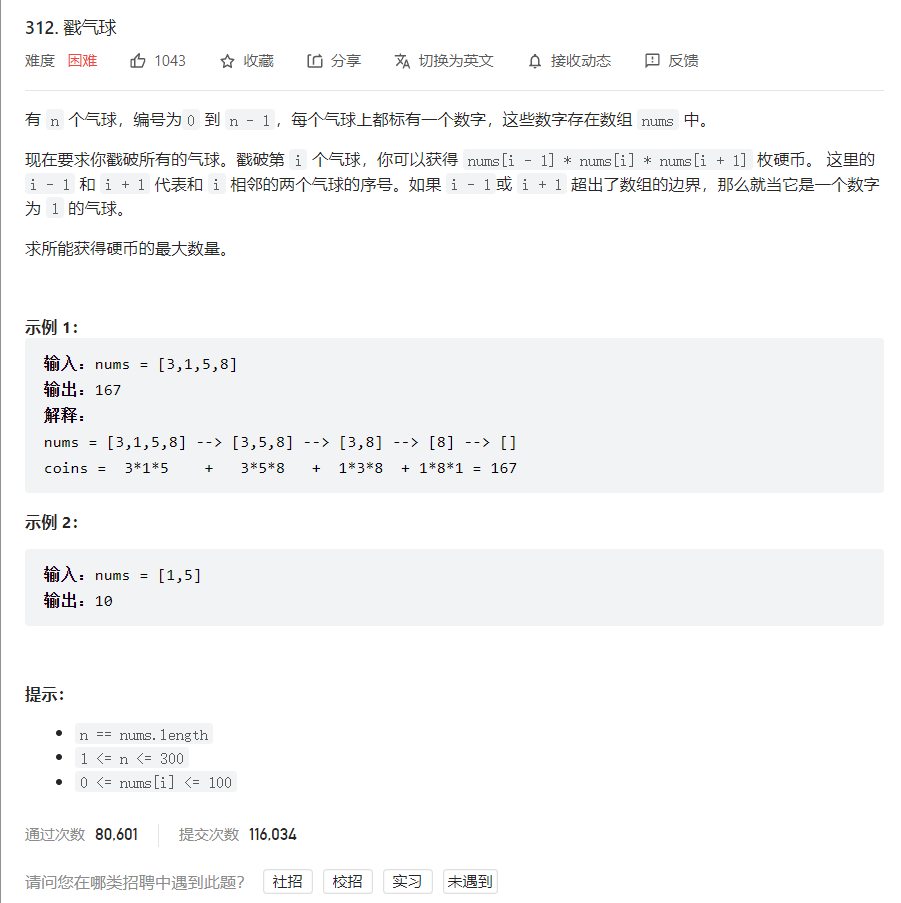 312. 戳气球
难度 困难 1043 收藏 分享 切换为英文 接收动态 反馈
有 n 个气球，编号为 0 到 n - 1，每个气球上都标有一个数字，这些数字存在数组 nums 中。
现在要求你戳破所有的气球。戳破第 i 个气球，你可以获得 nums[i - 1] * nums[i] * nums[i + 1] 枚硬币。 这里的
i - 1 和 i + 1 代表和 i 相邻的两个气球的序号。如果 i - 1或 i + 1 超出了数组的边界，那么就当它是一个数字
为 1 的气球。
求所能获得硬币的最大数量。
示例 1：
输入：nums = [3,1,5,8]
输出：167
解释：
nums = [3,1,5,8] --> [3,5,8] --> [3,8] --> [8] --> []
coins =  3*1*5    +   3*5*8   +  1*3*8  + 1*8*1 = 167
示例 2：
输入：nums = [1,5]
输出：10
提示：
• n == nums.length
• 1 <= n <= 300
• 0 <= nums[i] <= 100
通过次数 80,601 提交次数 116,034
请问您在哪类招聘中遇到此题？ 社招 校招 实习 未遇到